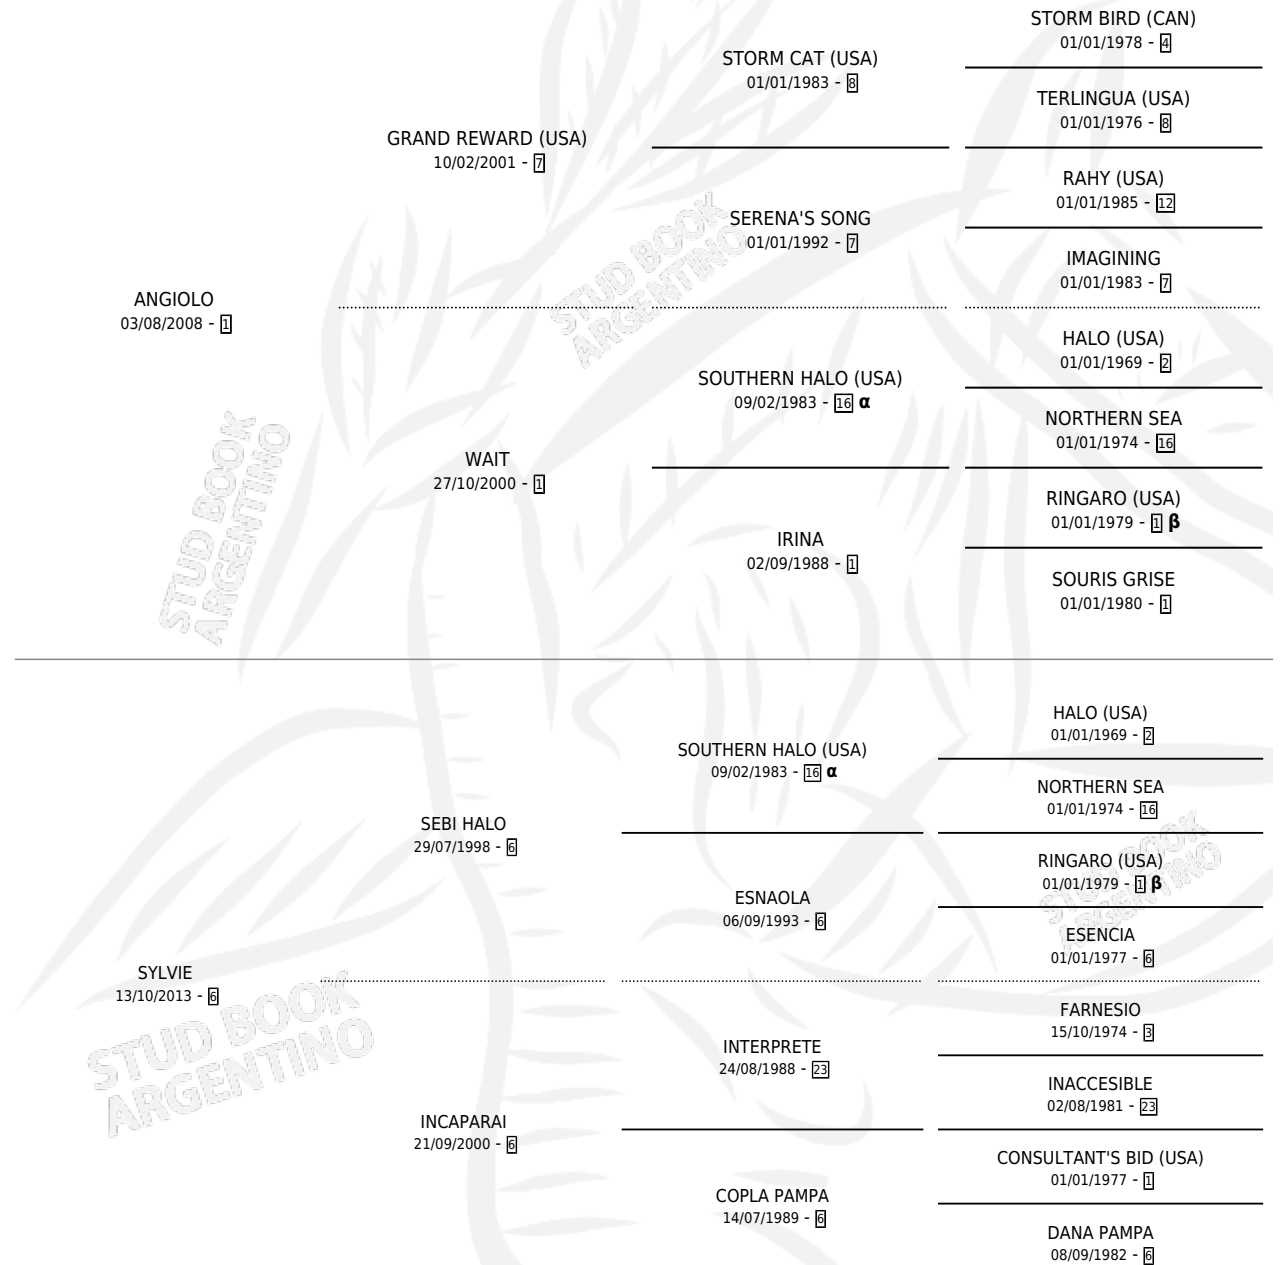 STORM BIRD (CAN)
01/01/1978 - 4
STORM CAT (USA)
01/01/1983 - 8
TERLINGUA (USA)
01/01/1976 - 8
GRAND REWARD (USA)
10/02/2001 - 7
RAHY (USA)
01/01/1985 - 12
SERENA'S SONG
01/01/1992 - 7
IMAGINING
01/01/1983 - 7
ANGIOLO
03/08/2008 - 1
HALO (USA)
01/01/1969 - 2
SOUTHERN HALO (USA)
09/02/1983 - 16 α
NORTHERN SEA
01/01/1974 - 16
WAIT
27/10/2000 - 1
RINGARO (USA)
01/01/1979 - 1 β
IRINA
02/09/1988 - 1
SOURIS GRISE
01/01/1980 - 1
HALO (USA)
01/01/1969 - 2
SOUTHERN HALO (USA)
09/02/1983 - 16 α
NORTHERN SEA
01/01/1974 - 16
SEBI HALO
29/07/1998 - 6
RINGARO (USA)
01/01/1979 - 1 β
ESNAOLA
06/09/1993 - 6
ESENCIA
01/01/1977 - 6
SYLVIE
13/10/2013 - 6
FARNESIO
15/10/1974 - 3
INTERPRETE
24/08/1988 - 23
INACCESIBLE
02/08/1981 - 23
INCAPARAI
21/09/2000 - 6
CONSULTANT'S BID (USA)
01/01/1977 - 1
COPLA PAMPA
14/07/1989 - 6
DANA PAMPA
08/09/1982 - 6
STUD BOOK
ARGENTINO
STUD BOOK
ARGENTINO
STUD BOOK
ARGENTINO
STUD BOOK
ARGENTINO